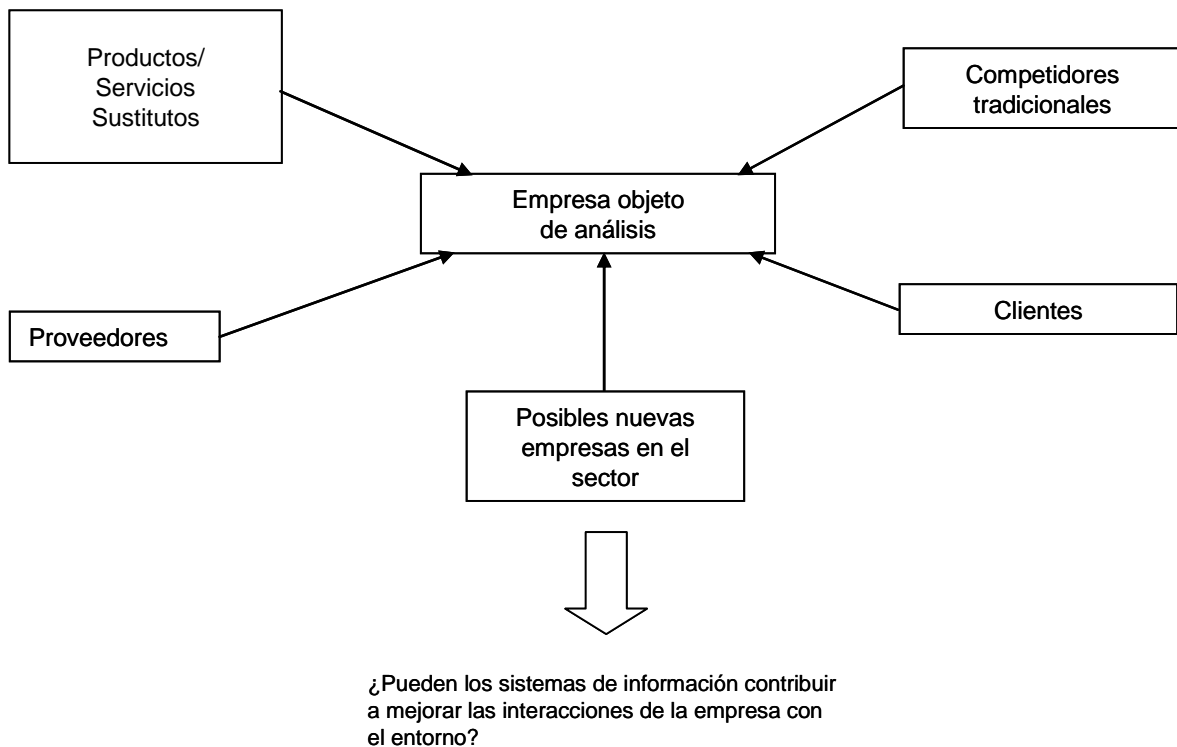 Productos/
Servicios
Sustitutos
Competidores
tradicionales
Empresa objeto
de análisis
Proveedores
Clientes
Posibles nuevas
empresas en el
sector
¿Pueden los sistemas de información contribuir
a mejorar las interacciones de la empresa con
el entorno?